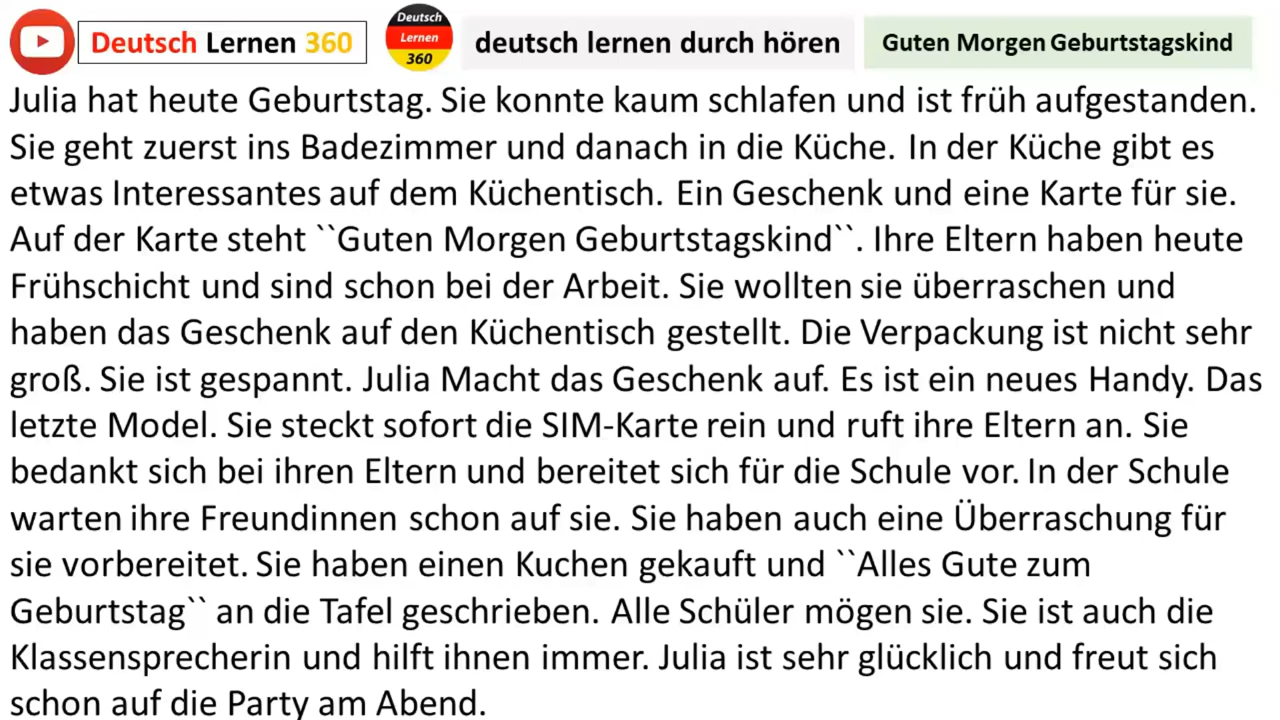 Deutsch Lernen 360
Deutsch
Lernen
360
deutsch lernen durch hören
Guten Morgen Geburtstagskind
Julia hat heute Geburtstag. Sie konnte kaum schlafen und ist früh aufgestanden.
Sie geht zuerst ins Badezimmer und danach in die Küche. In der Küche gibt es
etwas Interessantes auf dem Küchentisch. Ein Geschenk und eine Karte für sie.
Auf der Karte steht ``Guten Morgen Geburtstagskind``. Ihre Eltern haben heute
Frühschicht und sind schon bei der Arbeit. Sie wollten sie überraschen und
haben das Geschenk auf den Küchentisch gestellt. Die Verpackung ist nicht sehr
groß. Sie ist gespannt. Julia Macht das Geschenk auf. Es ist ein neues Handy. Das
letzte Model. Sie steckt sofort die SIM-Karte rein und ruft ihre Eltern an. Sie
bedankt sich bei ihren Eltern und bereitet sich für die Schule vor. In der Schule
warten ihre Freundinnen schon auf sie. Sie haben auch eine Überraschung für
sie vorbereitet. Sie haben einen Kuchen gekauft und ``Alles Gute zum
Geburtstag`` an die Tafel geschrieben. Alle Schüler mögen sie. Sie ist auch die
Klassensprecherin und hilft ihnen immer. Julia ist sehr glücklich und freut sich
schon auf die Party am Abend.